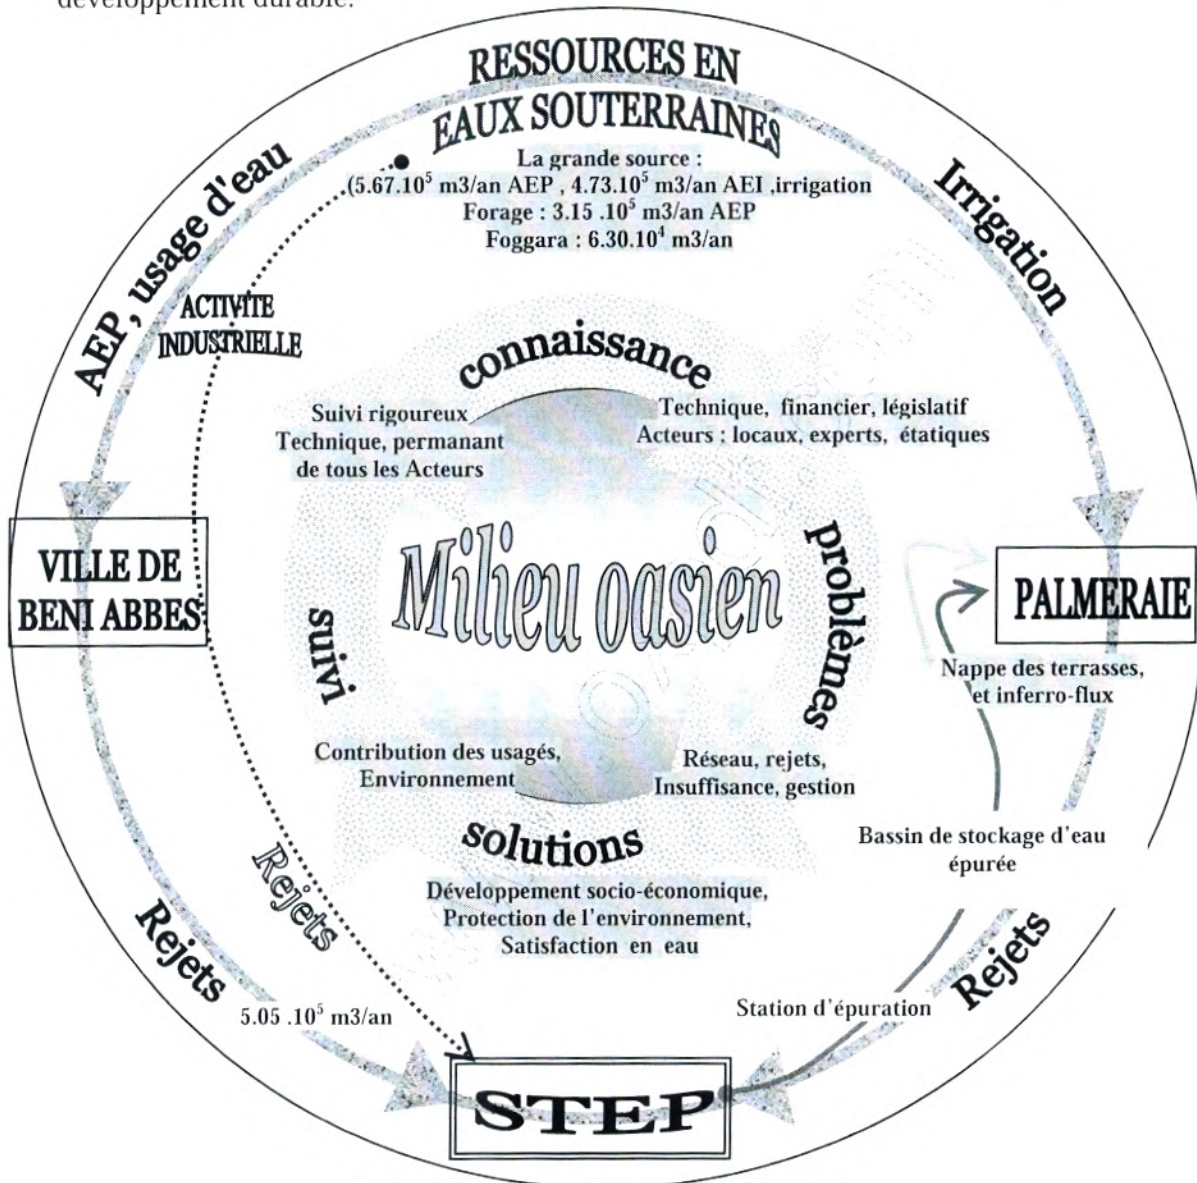 développement durable.
RESSOURCES EN
EAUX SOUTERRAINES
La grande source :
(5.67.10⁵ m3/an AEP , 4.73.10⁵ m3/an AEI ,irrigation
Forage : 3.15 .10⁵ m3/an AEP
Foggara : 6.30.10⁴ m3/an
AEP, usage d'eau
Irrigation
ACTIVITE
INDUSTRIELLE
connaissance
Suivi rigoureux
Technique, permanant
de tous les Acteurs
Technique, financier, législatif
Acteurs : locaux, experts, étatiques
VILLE DE
BENI ABBES
suivi
Milieu oasien
problèmes
PALMERAIE
Nappe des terrasses,
et inferro-flux
Contribution des usagés,
Environnement
Réseau, rejets,
Insuffisance, gestion
solutions
Développement socio-économique,
Protection de l'environnement,
Satisfaction en eau
Bassin de stockage d'eau
épurée
Rejets
Rejets
Rejets
5.05 .10⁵ m3/an
Station d'épuration
STEP